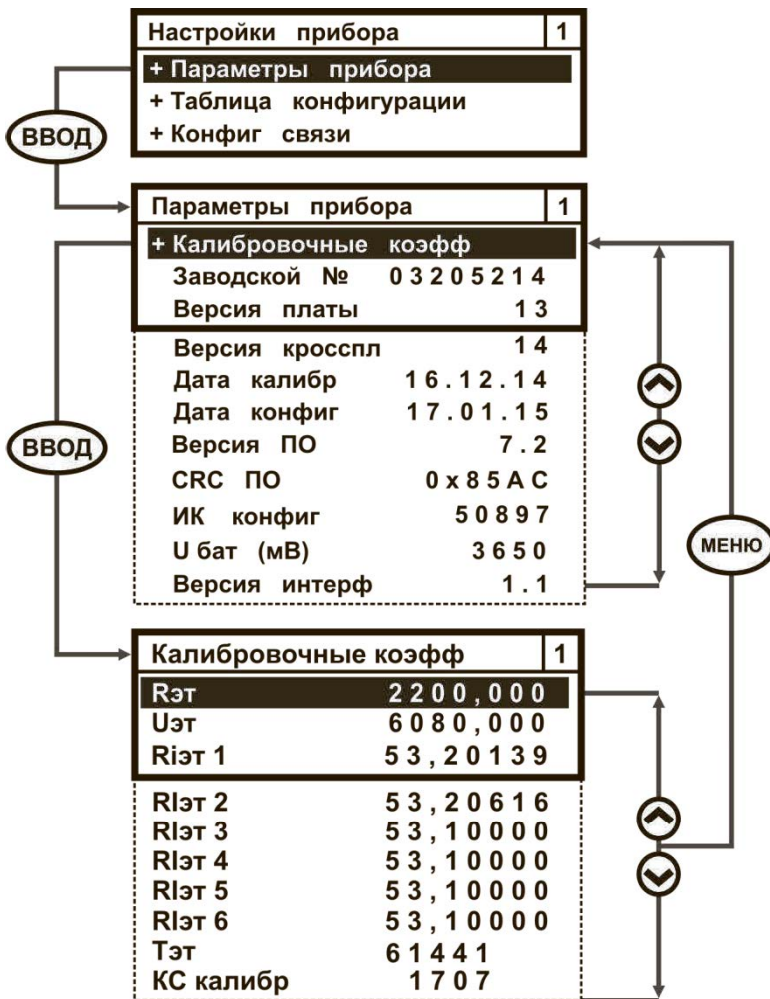 Настройки прибора 1
+ Параметры прибора
+ Таблица конфигурации
+ Конфиг связи
ВВОД
Параметры прибора 1
+ Калибровочные коэфф
Заводской № 03205214
Версия платы 13
Версия кросспл 14
Дата калибр 16.12.14
Дата конфиг 17.01.15
Версия ПО 7.2
CRC ПО 0x85AC
ИК конфиг 50897
U бат (мВ) 3650
Версия интерф 1.1
ВВОД
МЕНЮ
Калибровочные коэфф 1
Rэт 2200,000
Uэт 6080,000
Riэт 1 53,20139
RIэт 2 53,20616
RIэт 3 53,10000
RIэт 4 53,10000
RIэт 5 53,10000
RIэт 6 53,10000
Tэт 61441
КС калибр 1707